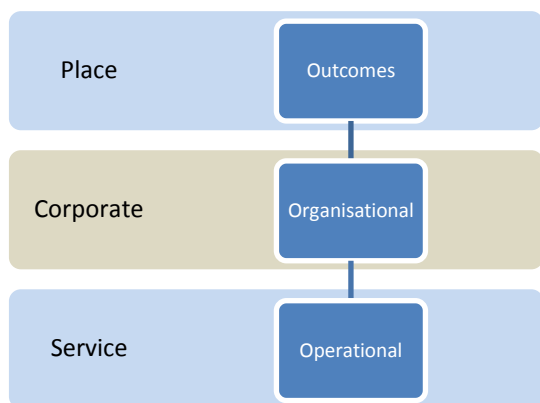 Place
Outcomes
Corporate
Organisational
Service
Operational